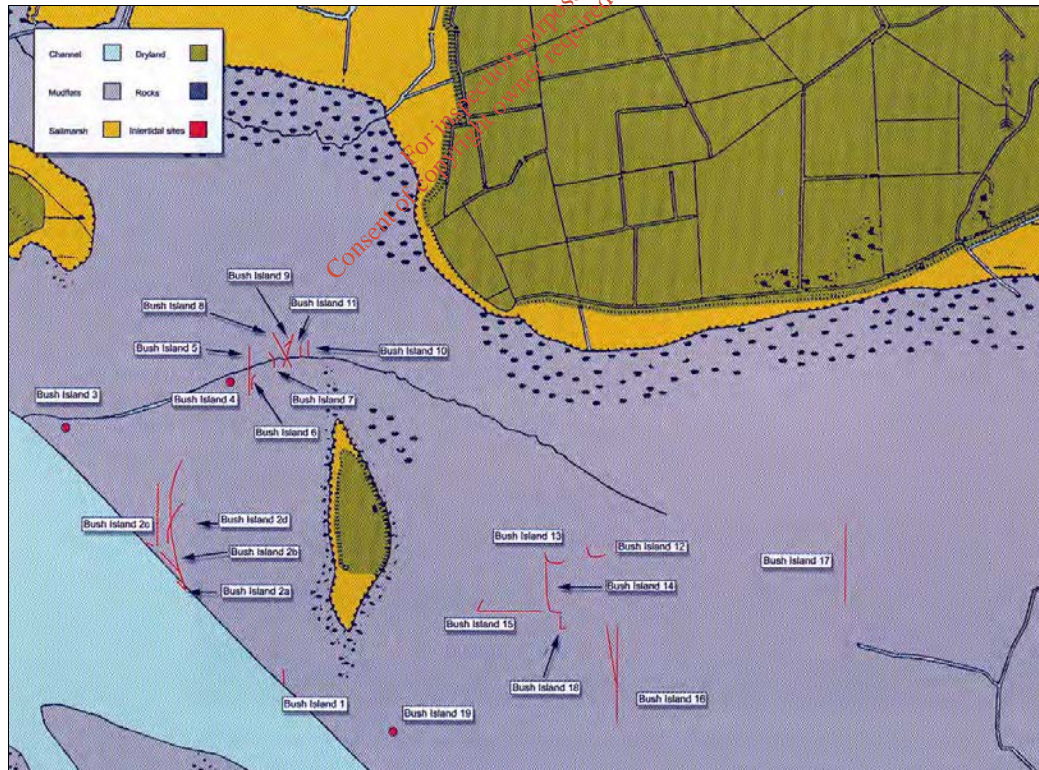 For inspection purpos
Consent of copyright owner required
Channel
Dryland
Mudflats
Rocks
Saltmarsh
Intertidal sites
N
Bush Island 9
Bush Island 8
Bush Island 11
Bush Island 5
Bush Island 10
Bush Island 3
Bush Island 4
Bush Island 7
Bush Island 6
Bush Island 2c
Bush Island 2d
Bush Island 2b
Bush Island 2a
Bush Island 13
Bush Island 12
Bush Island 17
Bush Island 14
Bush Island 15
Bush Island 18
Bush Island 16
Bush Island 1
Bush Island 19